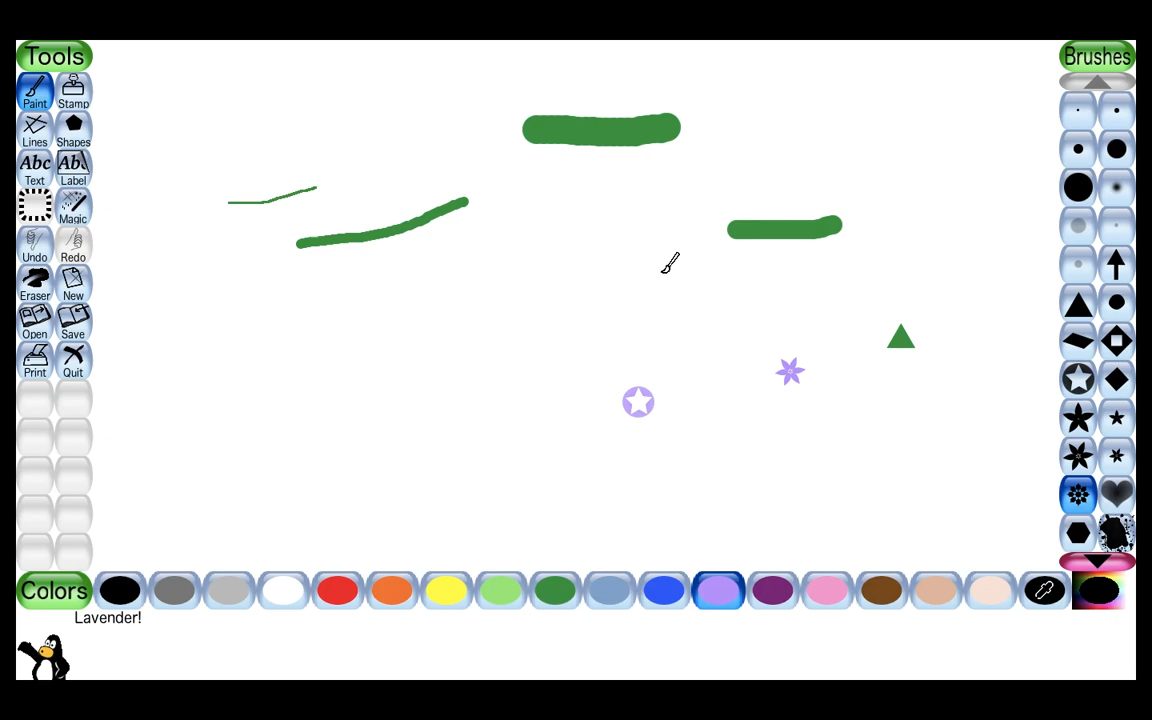 Tools
Brushes
Paint
Stamp
Lines
Shapes
Abc
Text
Abc
Label
Magic
Undo
Redo
Eraser
New
Open
Save
Print
Quit
Colors
Lavender!